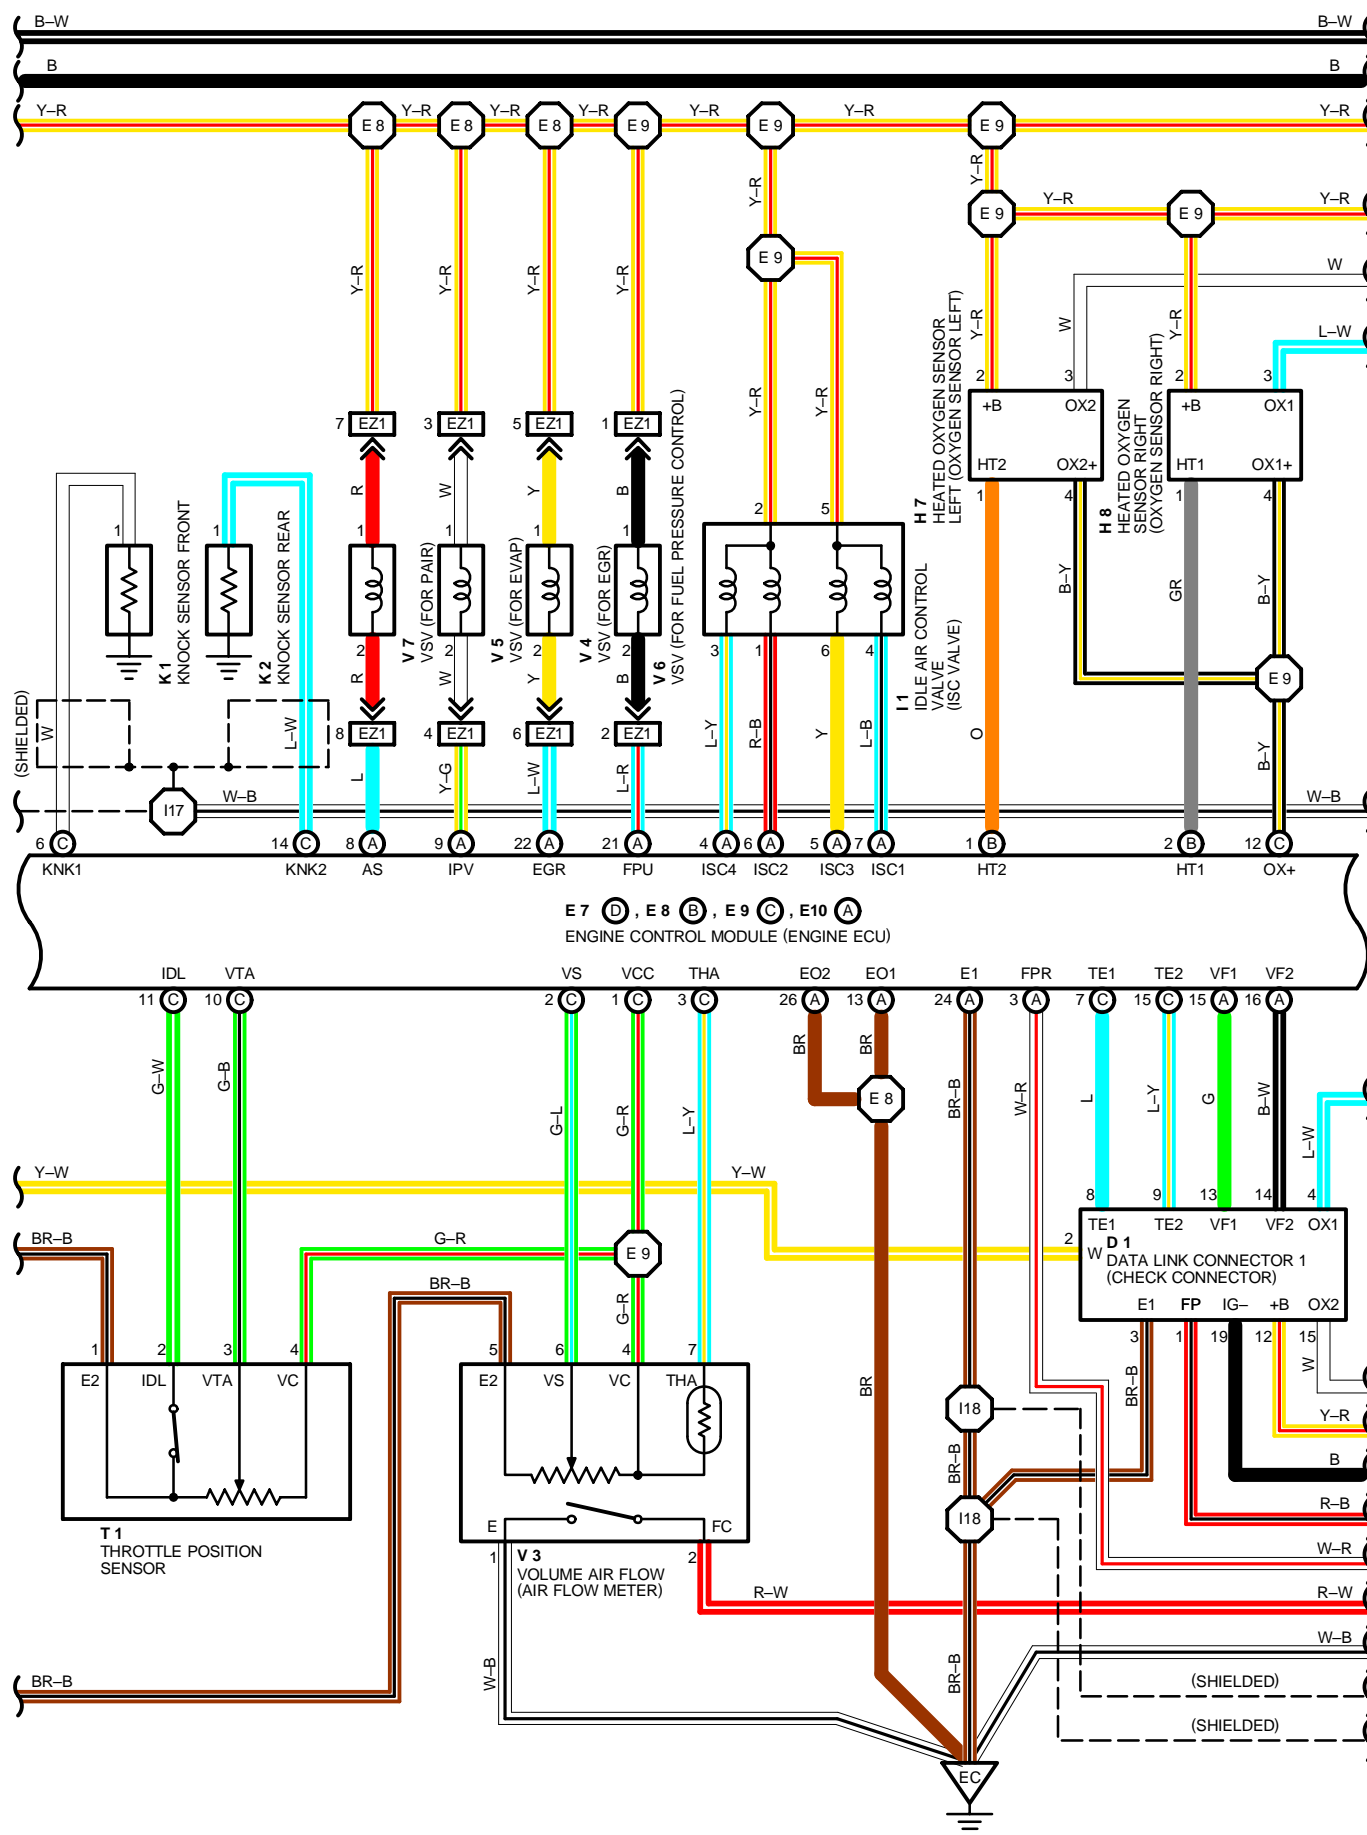 B–W B–W
B B
Y–R Y–R Y–R Y–R Y–R Y–R Y–R
E 8 E 8 E 8 E 9 E 9 E 9
Y–R Y–R
E 9 Y–R E 9 Y–R
E 9
W
Y–R Y–R Y–R Y–R
W
Y–R Y–R
L–W
2 3 2 3
+B OX2 +B OX1
HT2 OX2+ HT1 OX1+
1 4 1 4
H 7
HEATED OXYGEN SENSOR
LEFT (OXYGEN SENSOR LEFT)
H 8
HEATED OXYGEN
SENSOR RIGHT
(OXYGEN SENSOR RIGHT)
Y–R Y–R
7 EZ1 3 EZ1 5 EZ1 1 EZ1
R W Y B
2 5
1 1 1 1 1 1
K 1
KNOCK SENSOR FRONT
K 2
KNOCK SENSOR REAR
V 7
VSV (FOR PAIR)
V 5
VSV (FOR EVAP)
V 4
VSV (FOR EGR)
V 6
VSV (FOR FUEL PRESSURE CONTROL)
I 1
IDLE AIR CONTROL
VALVE
(ISC VALVE)
B–Y GR B–Y
2 2 2 2 3 1 6 4
R W Y B
E 9
(SHIELDED)
W L–W
8 EZ1 4 EZ1 6 EZ1 2 EZ1
L–Y R–B Y L–B O
L Y–G L–W L–R B–Y
I17 W–B W–B
6 C 14 C 8 A 9 A 22 A 21 A 4 A 6 A 5 A 7 A 1 B 2 B 12 C
KNK1 KNK2 AS IPV EGR FPU ISC4 ISC2 ISC3 ISC1 HT2 HT1 OX+
E 7 D , E 8 B , E 9 C , E10 A
ENGINE CONTROL MODULE (ENGINE ECU)
IDL VTA VS VCC THA EO2 EO1 E1 FPR TE1 TE2 VF1 VF2
11 C 10 C 2 C 1 C 3 C 26 A 13 A 24 A 3 A 7 C 15 C 15 A 16 A
BR BR
G–W G–B BR–B W–R L L–Y G B–W
E 8
G–L G–R L–Y
L–W
Y–W Y–W
8 9 13 14 4
TE1 TE2 VF1 VF2 OX1
BR–B G–R E 9 2 W D 1
DATA LINK CONNECTOR 1
(CHECK CONNECTOR)
BR–B
G–R
E1 FP IG– +B OX2
3 1 19 12 15
1 2 3 4 5 6 4 7
W
E2 IDL VTA VC E2 VS VC THA
BR BR–B
I18 Y–R
B
BR–B
R–B
I18
E FC
T 1
THROTTLE POSITION
SENSOR
1 2
V 3
VOLUME AIR FLOW
(AIR FLOW METER)
W–R
R–W R–W
W–B
W–B BR–B
BR–B (SHIELDED)
(SHIELDED)
EC